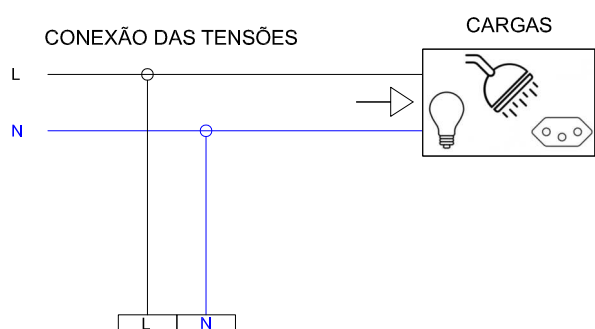 CARGAS
CONEXÃO DAS TENSÕES
L
N
L N